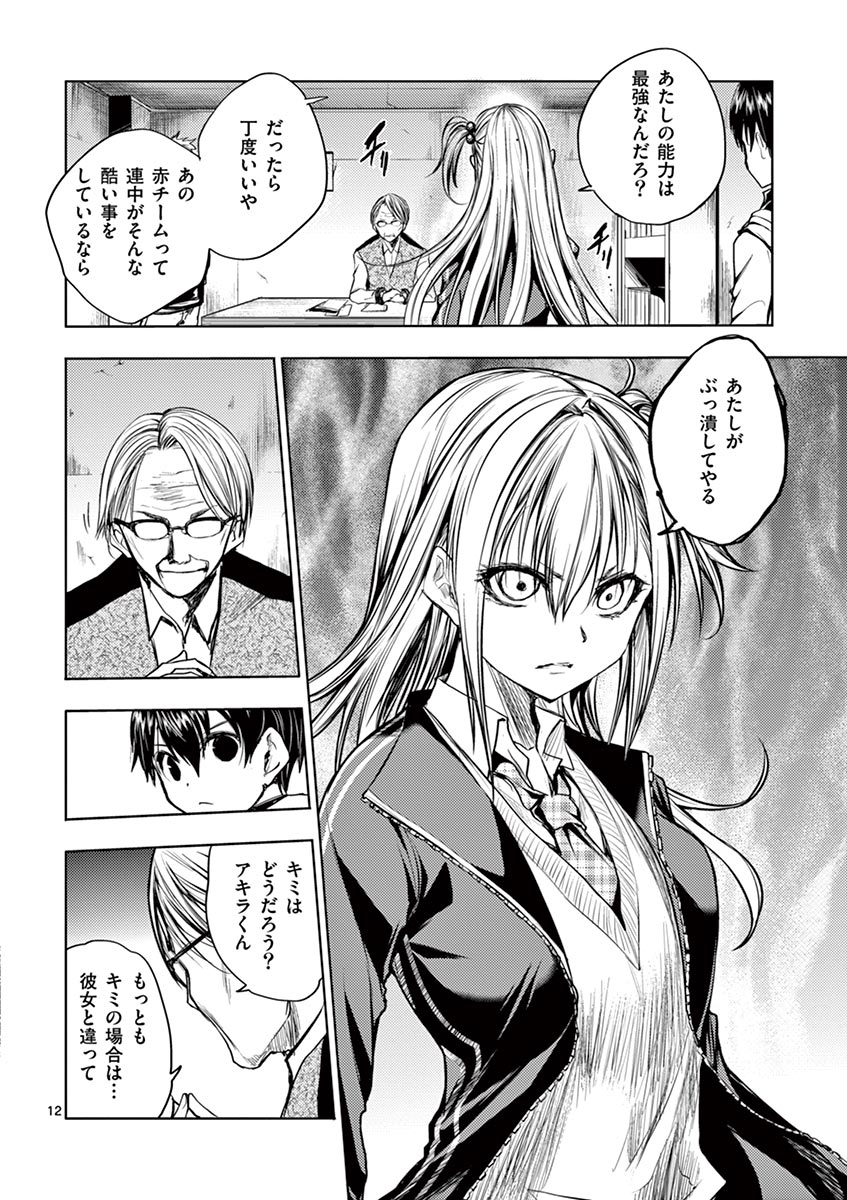 あたしの能力は
最強なんだろ？
チリ
チリ
だったら
丁度いいや
あの
赤チームって
連中がそんな
酷い事を
しているなら
あたしが
ぶっ潰してやる
キミは
どうだろう？
アキラくん
もっとも
キミの場合は…
彼女と違って
12